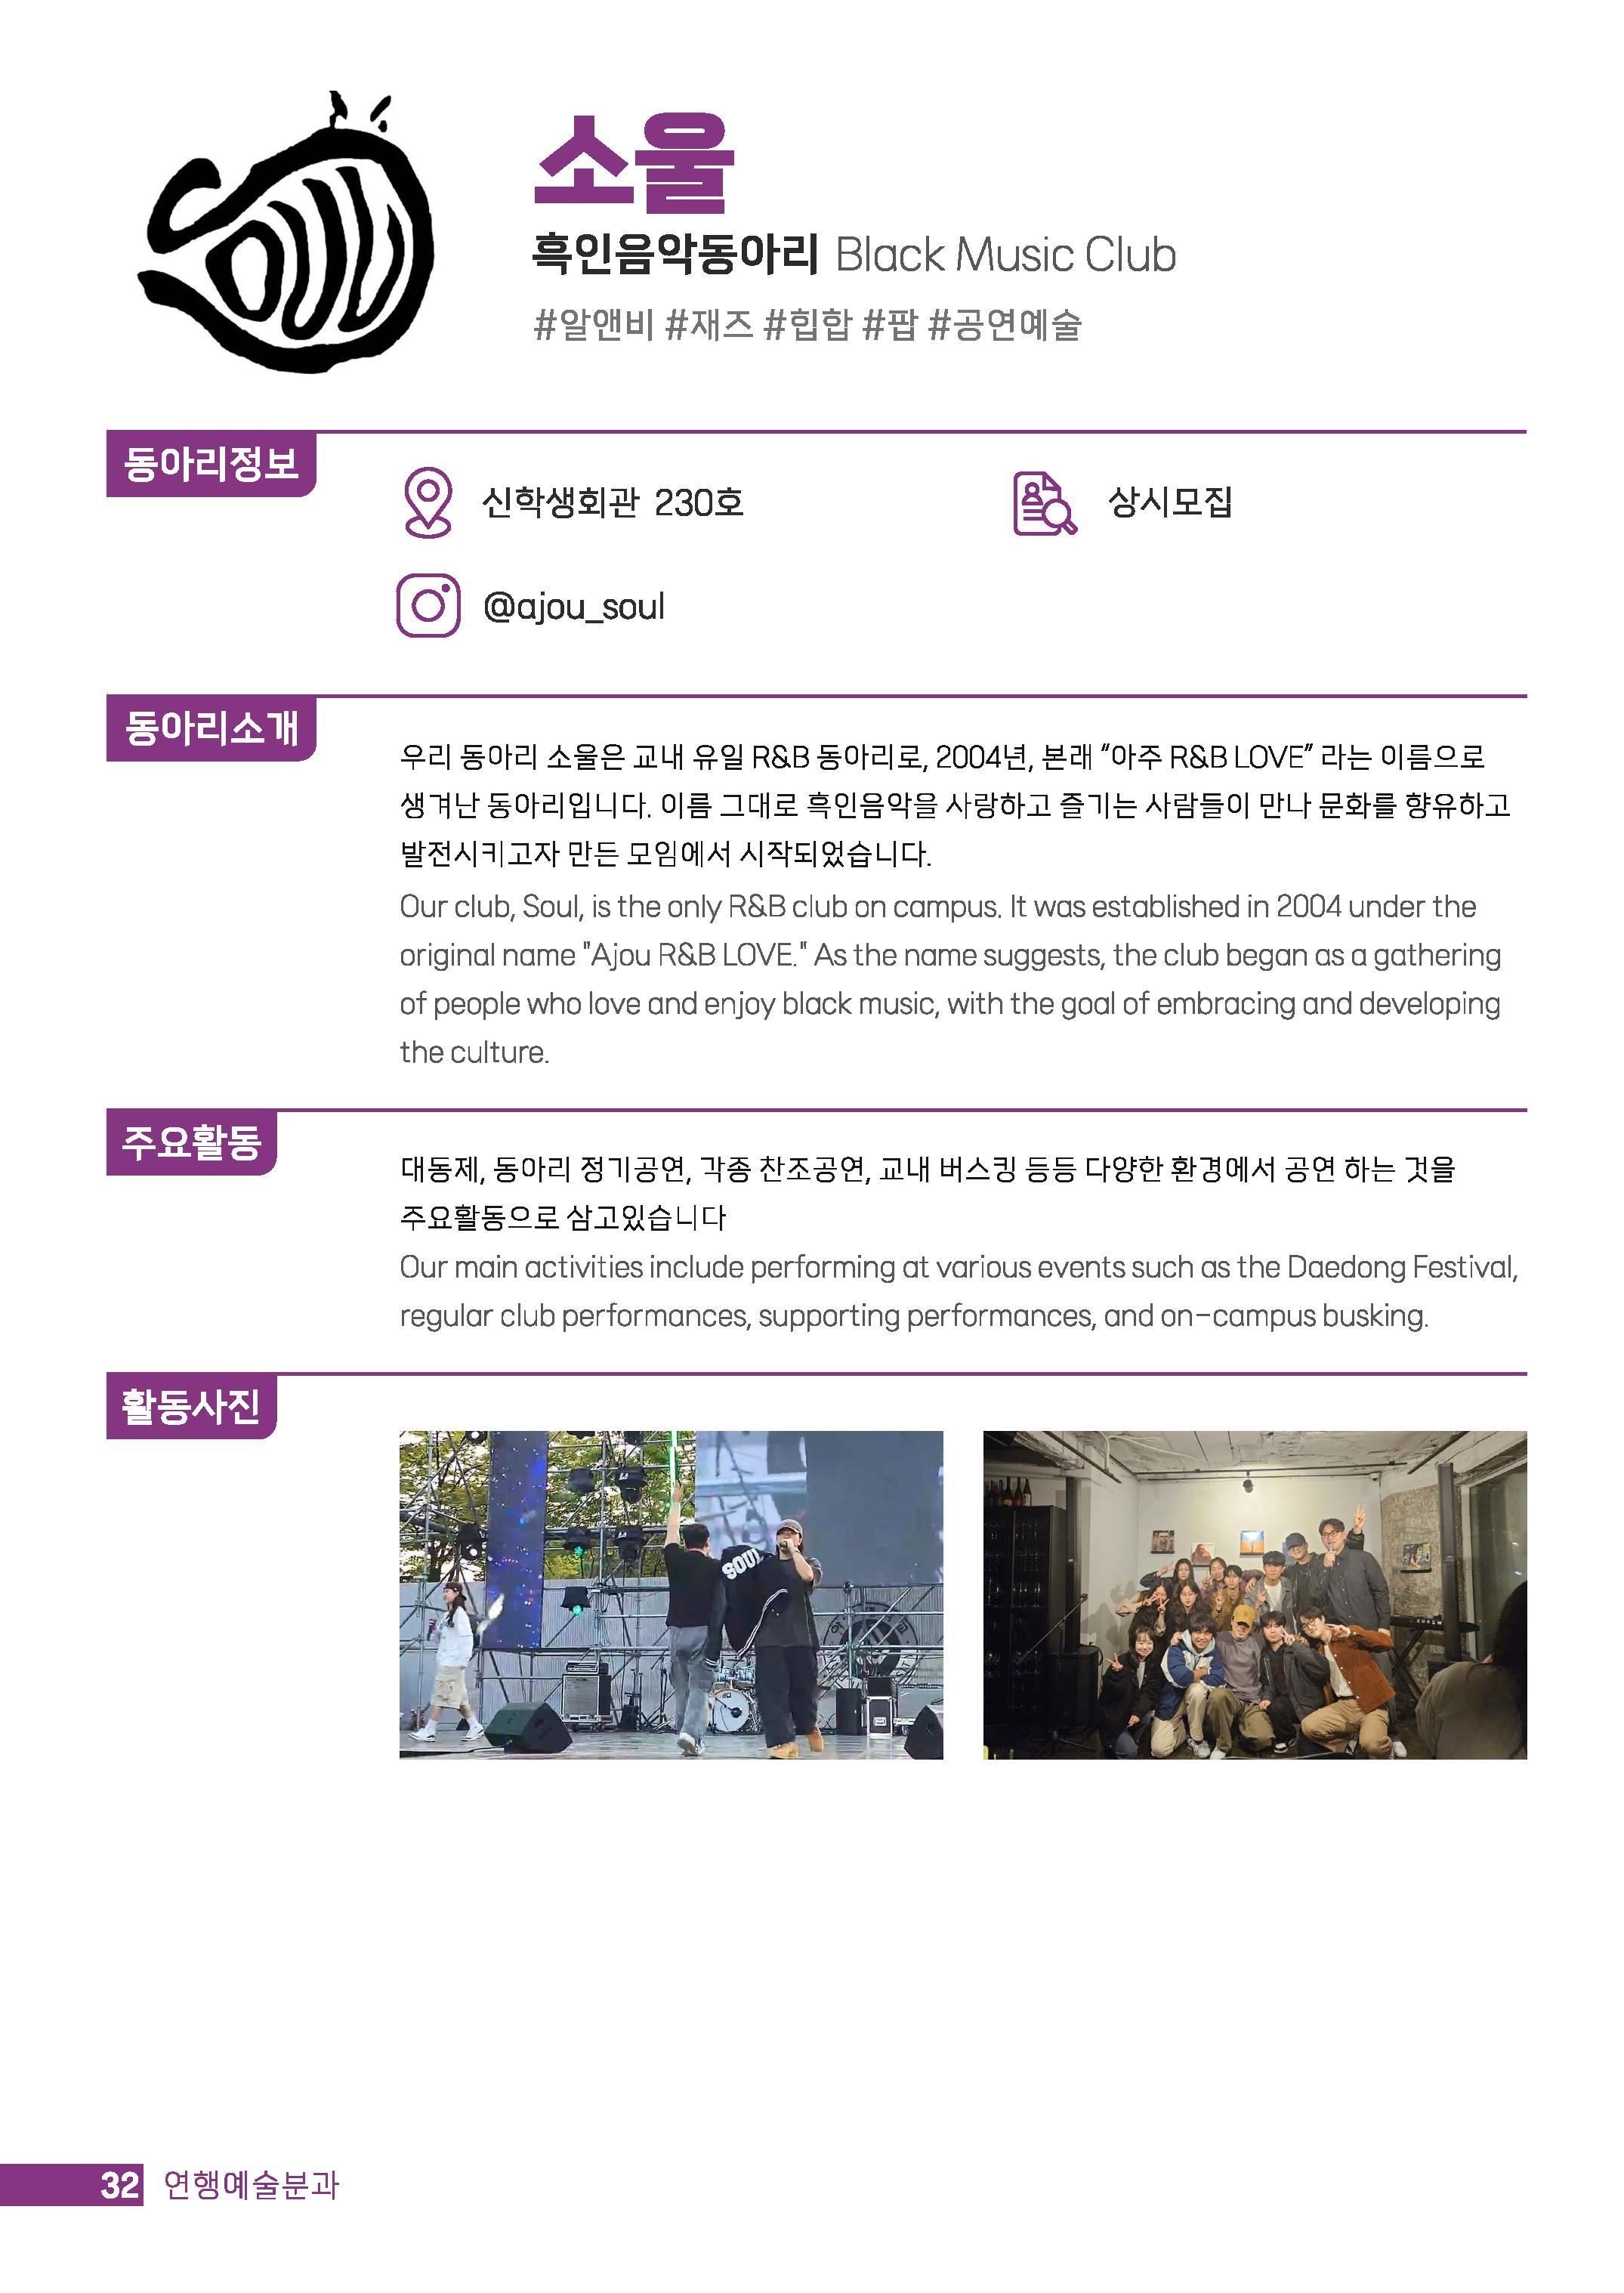 소울
흑인음악동아리 Black Music Club
#알앤비 #재즈 #힙합 #팝 #공연예술
동아리정보
신학생회관 230호
상시모집
@ajou_soul
동아리소개
우리 동아리 소울은 교내 유일 R&B 동아리로, 2004년, 본래 “아주 R&B LOVE” 라는 이름으로
생겨난 동아리입니다. 이름 그대로 흑인음악을 사랑하고 즐기는 사람들이 만나 문화를 향유하고
발전시키고자 만든 모임에서 시작되었습니다.
Our club, Soul, is the only R&B club on campus. It was established in 2004 under the
original name "Ajou R&B LOVE." As the name suggests, the club began as a gathering
of people who love and enjoy black music, with the goal of embracing and developing
the culture.
주요활동
대동제, 동아리 정기공연, 각종 찬조공연, 교내 버스킹 등등 다양한 환경에서 공연 하는 것을
주요활동으로 삼고있습니다
Our main activities include performing at various events such as the Daedong Festival,
regular club performances, supporting performances, and on-campus busking.
활동사진
SOUL
32 연행예술분과